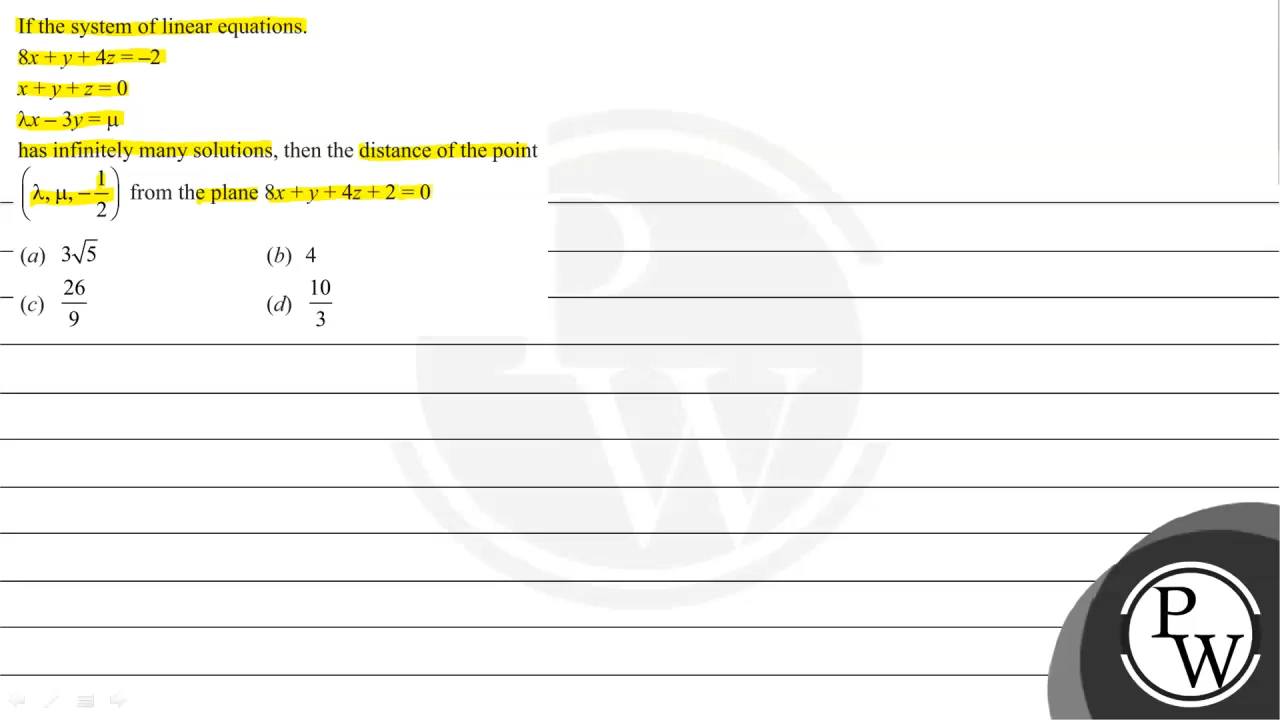 If the system of linear equations.
8x + y + 4z = –2
x + y + z = 0
λx – 3y = μ
has infinitely many solutions, then the distance of the point
(λ, μ, –1/2) from the plane 8x + y + 4z + 2 = 0
(a) 3√5 (b) 4
(c) 26/9 (d) 10/3
PW
PW